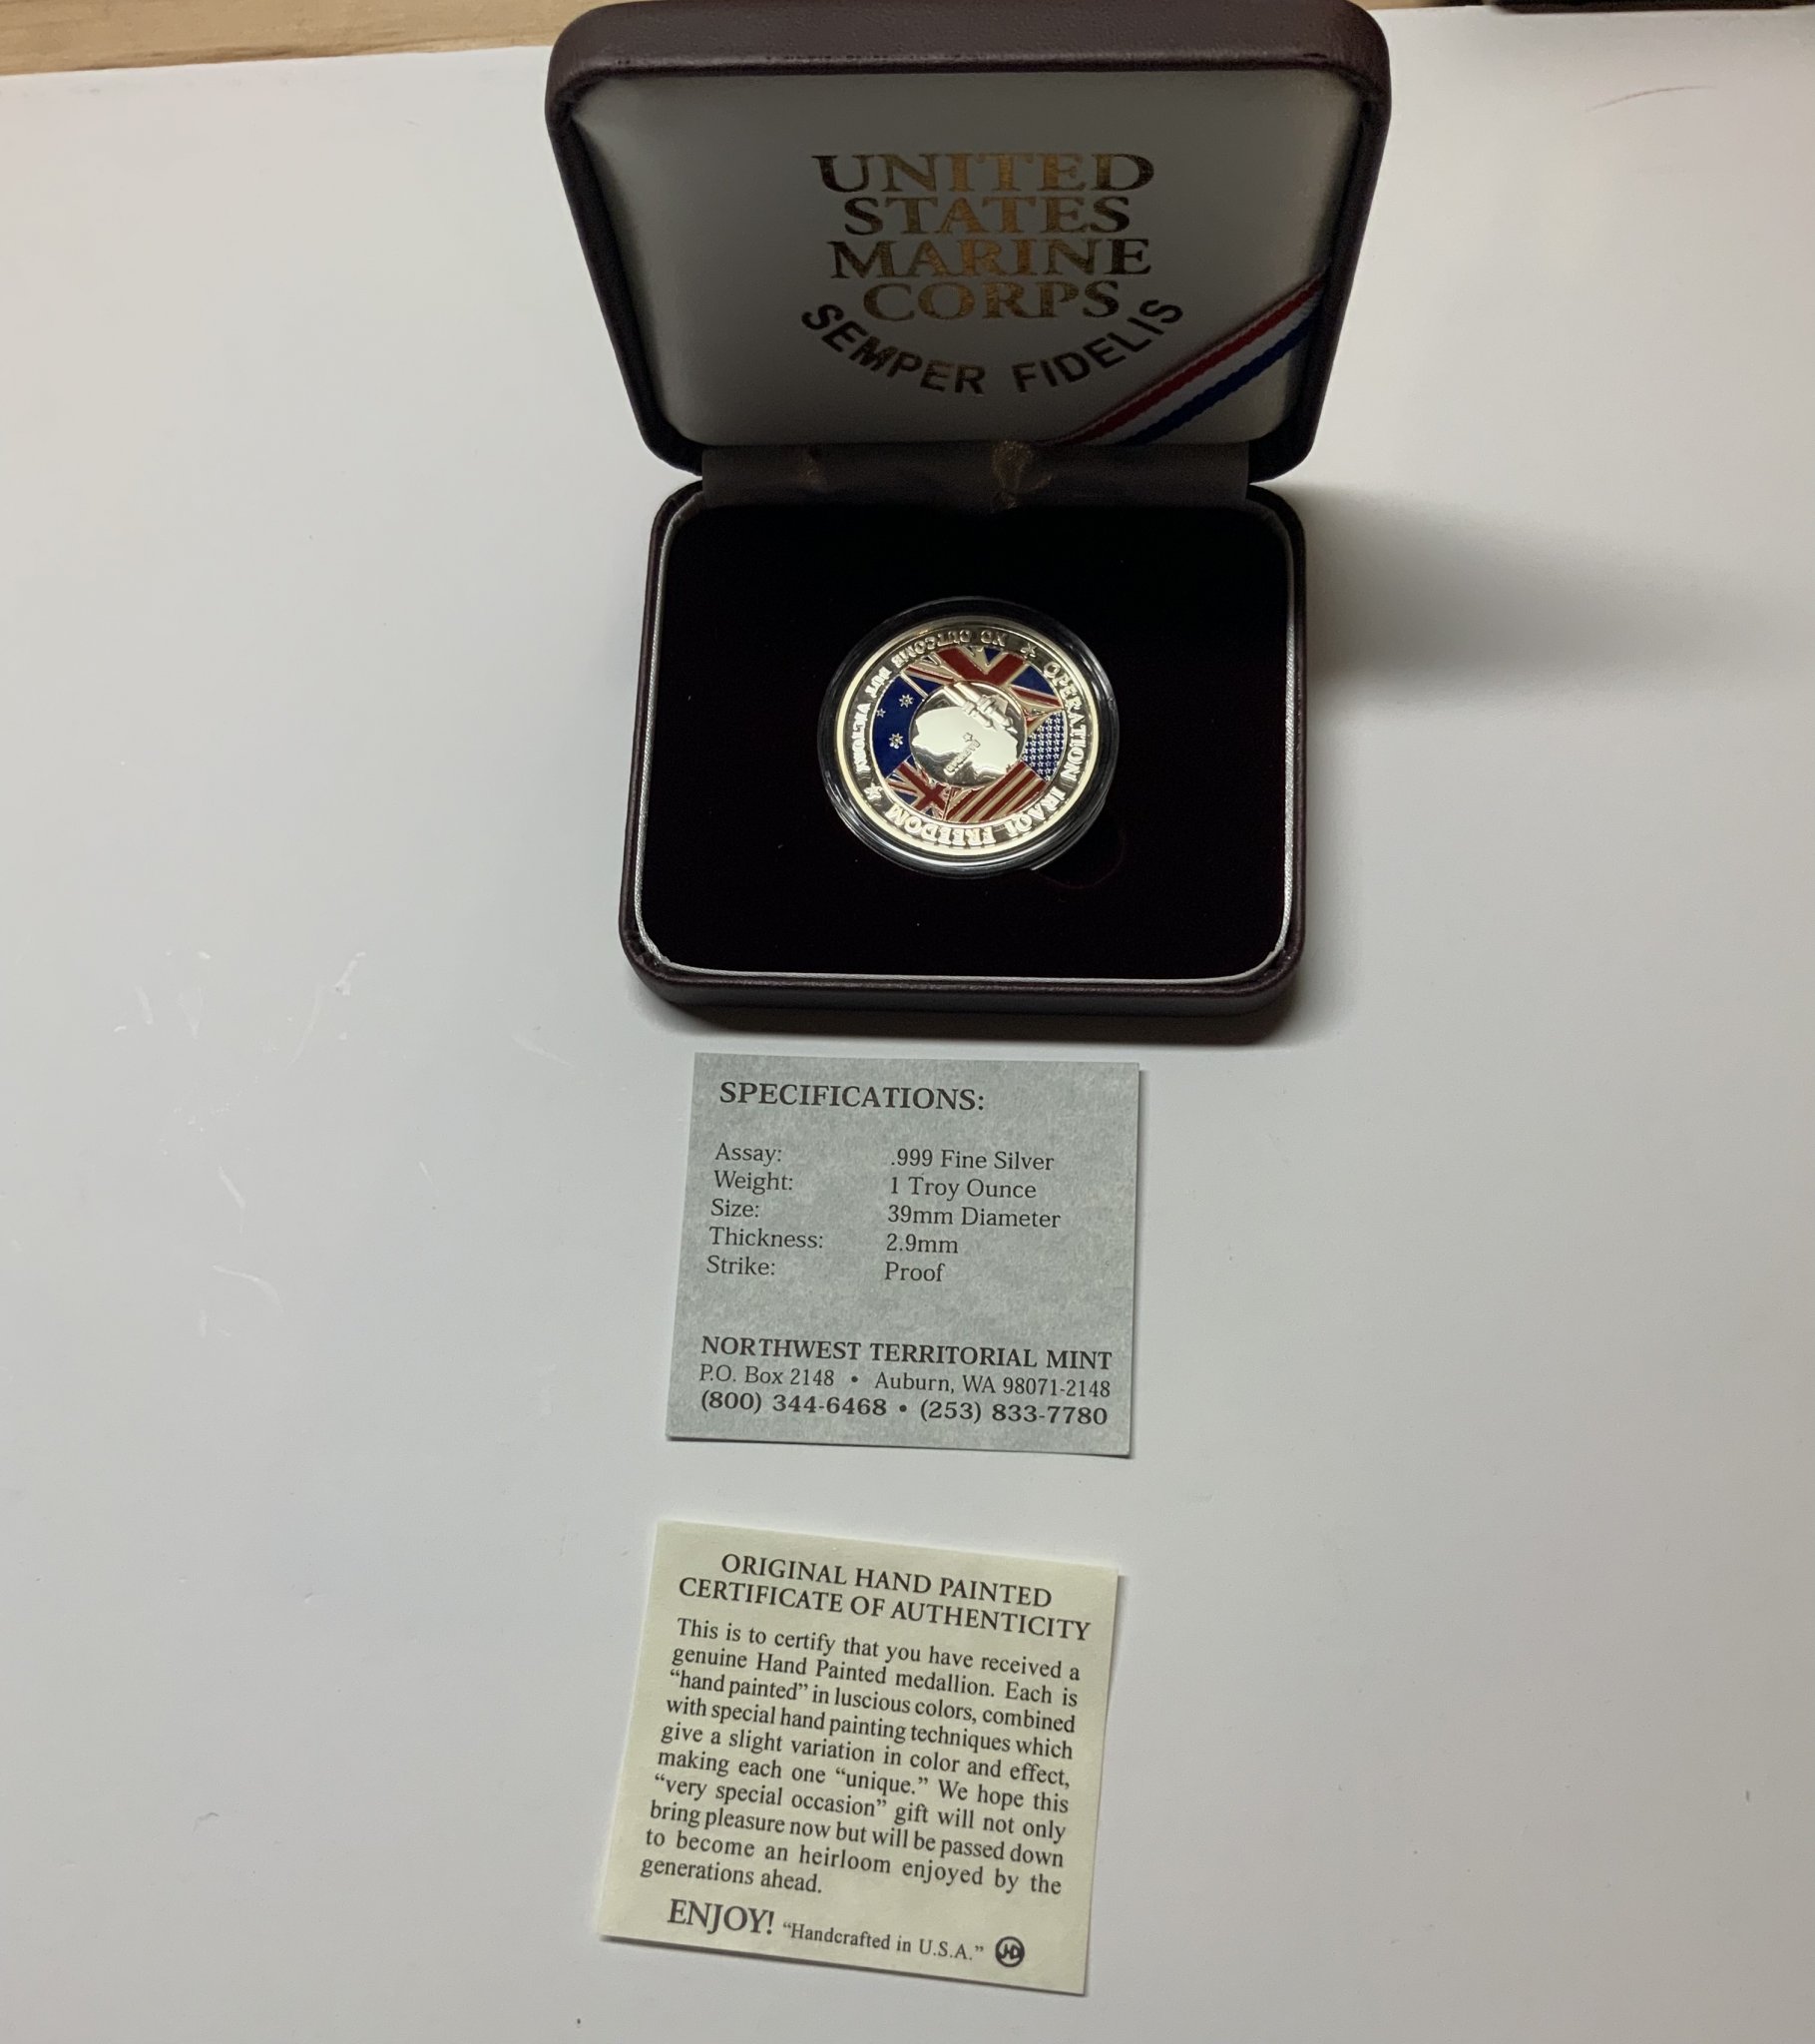 UNITED
STATES
MARINE
CORPS
SEMPER FIDELIS
NO OUTCOME BUT VICTORY
OPERATION IRAQI FREEDOM
SPECIFICATIONS:
Assay: .999 Fine Silver
Weight: 1 Troy Ounce
Size: 39mm Diameter
Thickness: 2.9mm
Strike: Proof
NORTHWEST TERRITORIAL MINT
P.O. Box 2148 • Auburn, WA 98071-2148
(800) 344-6468 • (253) 833-7780
ORIGINAL HAND PAINTED
CERTIFICATE OF AUTHENTICITY
This is to certify that you have received a
genuine Hand Painted medallion. Each is
“hand painted” in luscious colors, combined
with special hand painting techniques which
give a slight variation in color and effect,
making each one “unique.” We hope this
“very special occasion” gift will not only
bring pleasure now but will be passed down
to become an heirloom enjoyed by the
generations ahead.
ENJOY! “Handcrafted in U.S.A.”